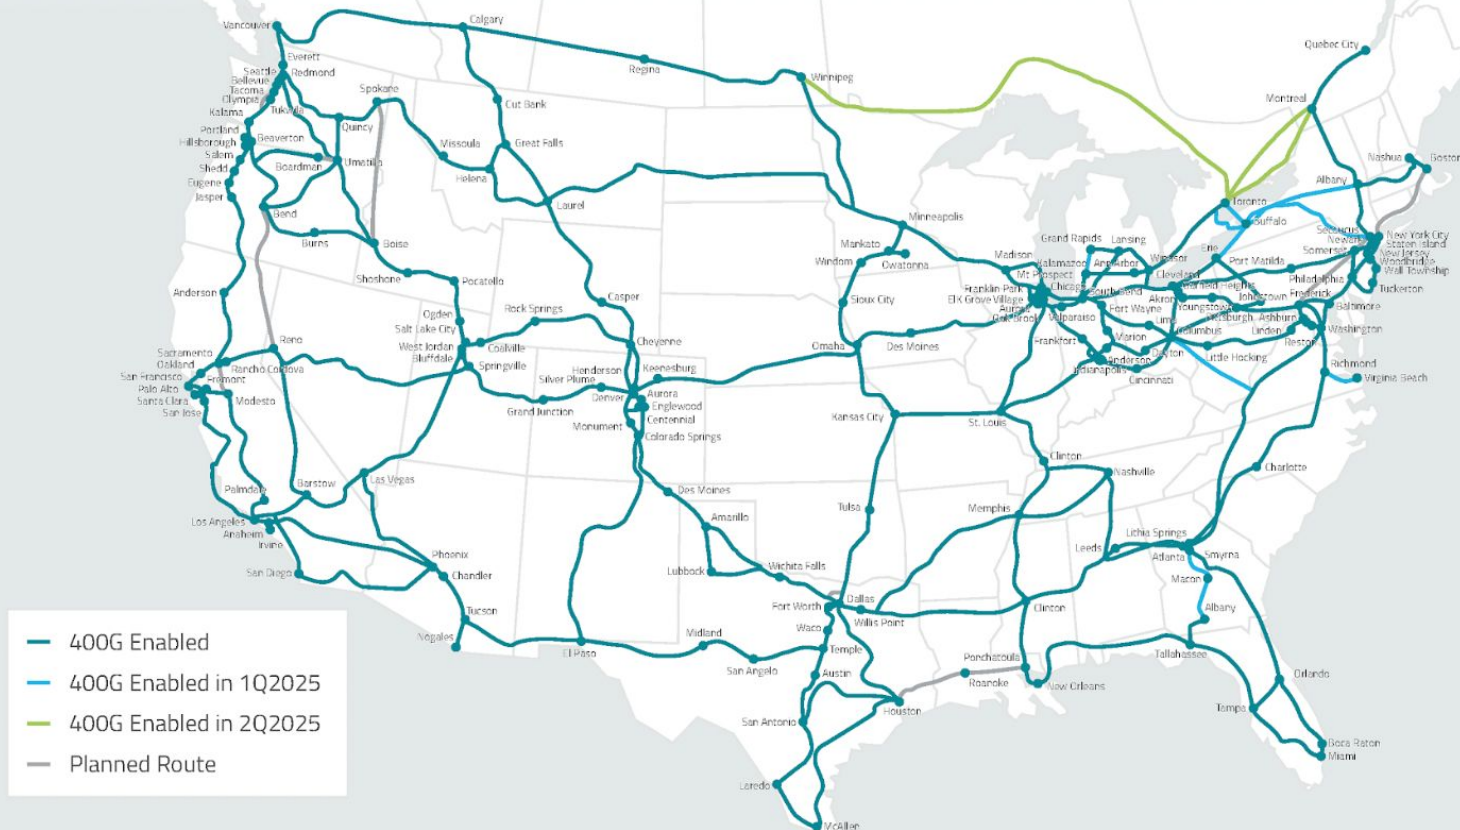 Vancouver
Calgary
Regina
Winnipeg
Quebec City
Montreal
Everett
Seattle
Redmond
Bellevue
Tacoma
Olympia
Tukwila
Kalama
Spokane
Quincy
Cut Bank
Great Falls
Missoula
Helena
Portland
Hillsborough
Beaverton
Salem
Boardman
Umatilla
Shedd
Eugene
Jasper
Bend
Burns
Boise
Laurel
Minneapolis
Mankato
Owatonna
Windom
Nashua
Boston
Albany
Toronto
Buffalo
Secaucus
New York City
Newark
Staten Island
Somerset
New Jersey
Woodbridge
Wall Township
Tuckerton
Philadelphia
Port Matilda
Erie
Grand Rapids
Lansing
Windsor
Ann Arbor
Kalamazoo
Cleveland
Madison
Mt Prospect
Chicago
Franklin Park
Elk Grove Village
Aurora
Oak Brook
South Bend
Valparaiso
Fort Wayne
Akron
Youngstown
Johnstown
Pittsburgh
Frederick
Ashburn
Baltimore
Linden
Reston
Washington
Lima
Columbus
Marion
Frankfort
Anderson
Dayton
Indianapolis
Cincinnati
Little Hocking
Richmond
Virginia Beach
Shoshone
Pocatello
Anderson
Ogden
Salt Lake City
West Jordan
Bluffdale
Coalville
Springville
Rock Springs
Casper
Cheyenne
Sioux City
Omaha
Des Moines
Reno
Sacramento
Oakland
Rancho Cordova
San Francisco
Fremont
Palo Alto
Santa Clara
San Jose
Modesto
Henderson
Keenesburg
Silver Plume
Denver
Aurora
Englewood
Centennial
Grand Junction
Monument
Colorado Springs
Kansas City
St. Louis
Clinton
Nashville
Charlotte
Palmdale
Barstow
Las Vegas
Los Angeles
Anaheim
Irvine
San Diego
Phoenix
Chandler
Tucson
Nogales
El Paso
Des Moines
Amarillo
Lubbock
Wichita Falls
Tulsa
Memphis
Leeds
Lithia Springs
Atlanta
Smyrna
Macon
Albany
Fort Worth
Dallas
Willis Point
Waco
Temple
Midland
San Angelo
Austin
San Antonio
Houston
Laredo
McAllen
Clinton
Ponchatoula
Roanoke
New Orleans
Tallahassee
Orlando
Tampa
Boca Raton
Miami
400G Enabled
400G Enabled in 1Q2025
400G Enabled in 2Q2025
Planned Route